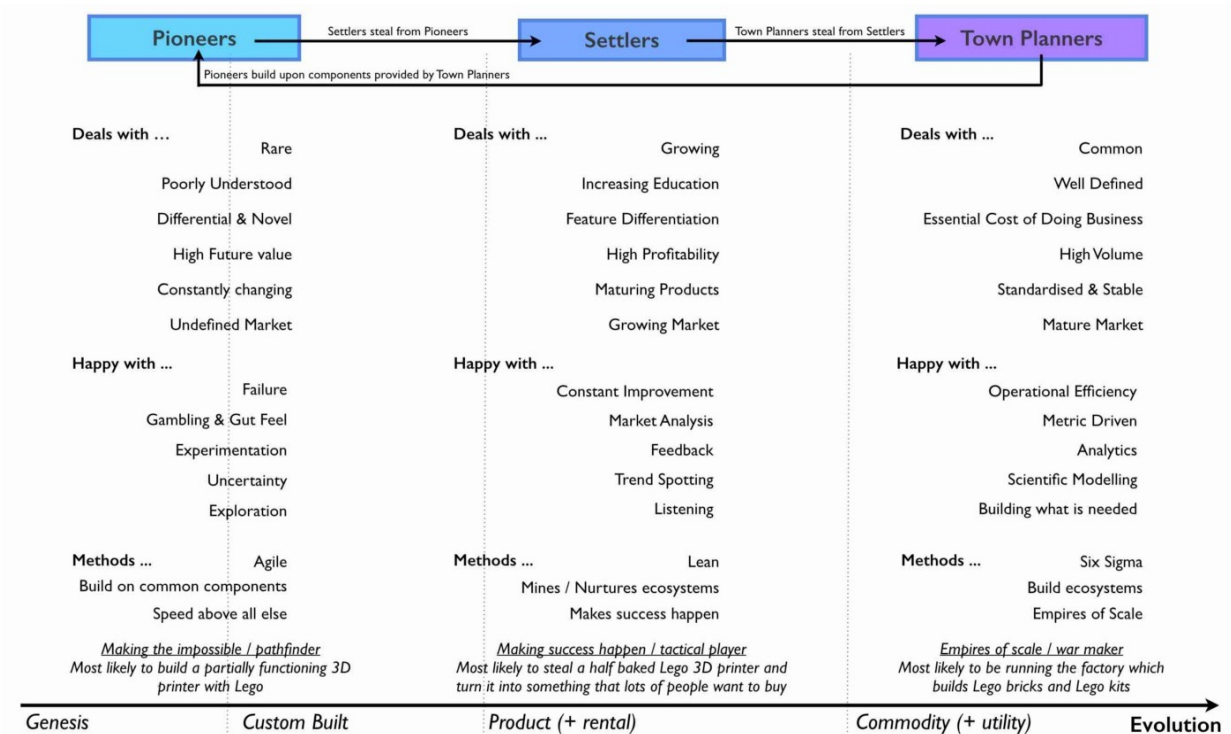 Pioneers
Settlers steal from Pioneers
Settlers
Town Planners steal from Settlers
Town Planners
Pioneers build upon components provided by Town Planners
Deals with …
Rare
Poorly Understood
Differential & Novel
High Future value
Constantly changing
Undefined Market
Happy with ...
Failure
Gambling & Gut Feel
Experimentation
Uncertainty
Exploration
Methods ...
Agile
Build on common components
Speed above all else
Making the impossible / pathfinder
Most likely to build a partially functioning 3D
printer with Lego
Deals with ...
Growing
Increasing Education
Feature Differentiation
High Profitability
Maturing Products
Growing Market
Happy with ...
Constant Improvement
Market Analysis
Feedback
Trend Spotting
Listening
Methods ...
Lean
Mines / Nurtures ecosystems
Makes success happen
Making success happen / tactical player
Most likely to steal a half baked Lego 3D printer and
turn it into something that lots of people want to buy
Deals with ...
Common
Well Defined
Essential Cost of Doing Business
High Volume
Standardised & Stable
Mature Market
Happy with ...
Operational Efficiency
Metric Driven
Analytics
Scientific Modelling
Building what is needed
Methods ...
Six Sigma
Build ecosystems
Empires of Scale
Empires of scale / war maker
Most likely to be running the factory which
builds Lego bricks and Lego kits
Genesis
Custom Built
Product (+ rental)
Commodity (+ utility)
Evolution